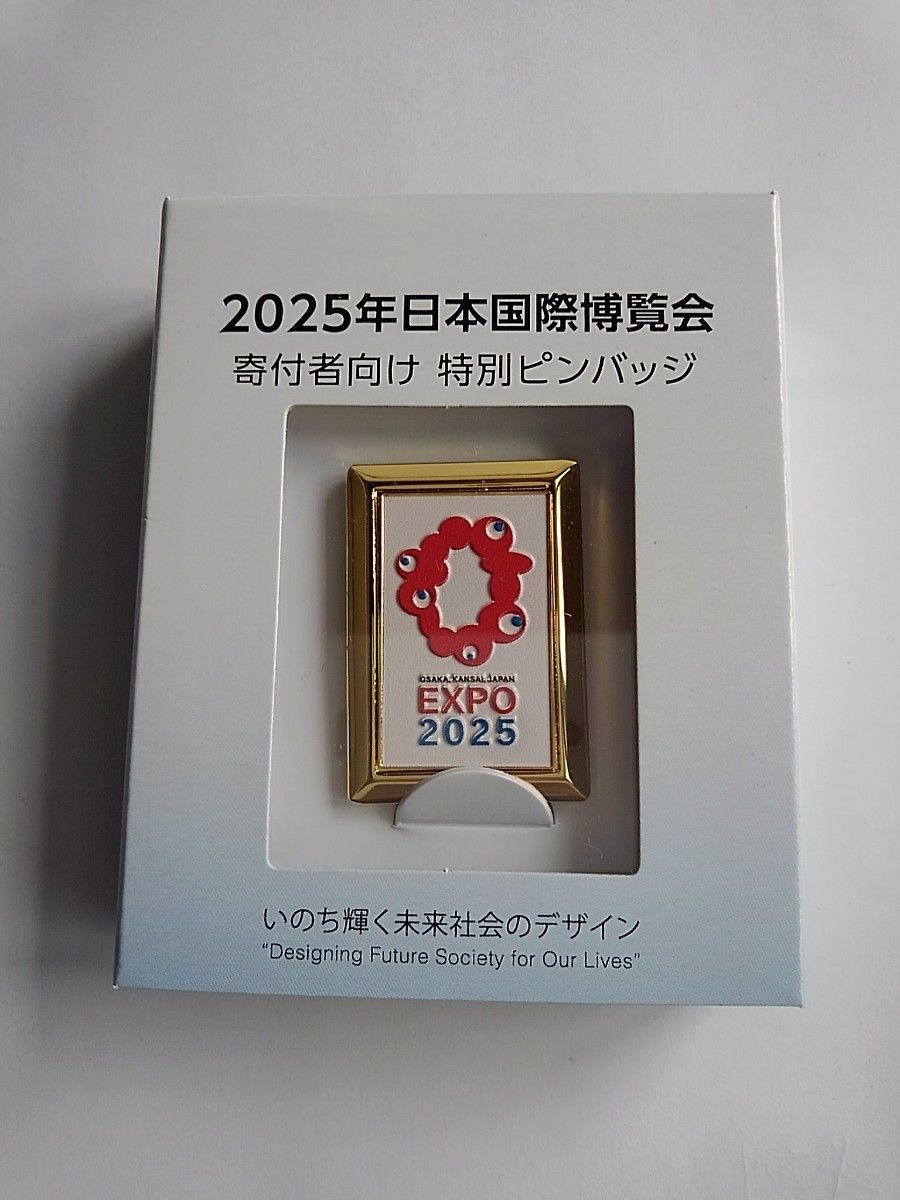 2025年日本国際博覧会
寄付者向け 特別ピンバッジ
OSAKA, KANSAI, JAPAN
EXPO
2025
いのち輝く未来社会のデザイン
“Designing Future Society for Our Lives”